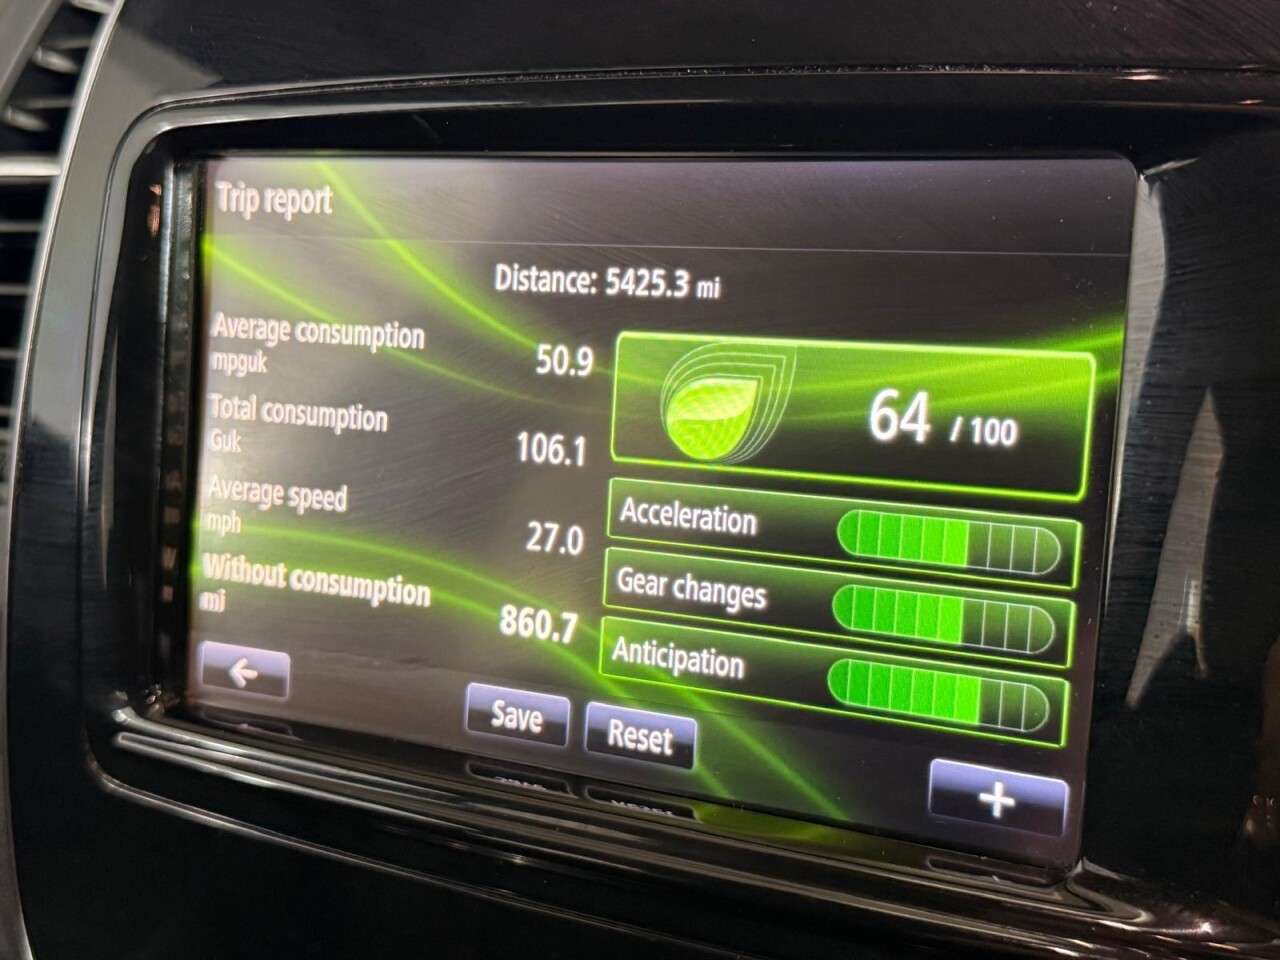 Trip report
Distance: 5425.3 mi
Average consumption
mpguk
50.9
Total consumption
Guk
106.1
Average speed
mph
27.0
Without consumption
mi
860.7
64 / 100
Acceleration
Gear changes
Anticipation
Save
Reset
+